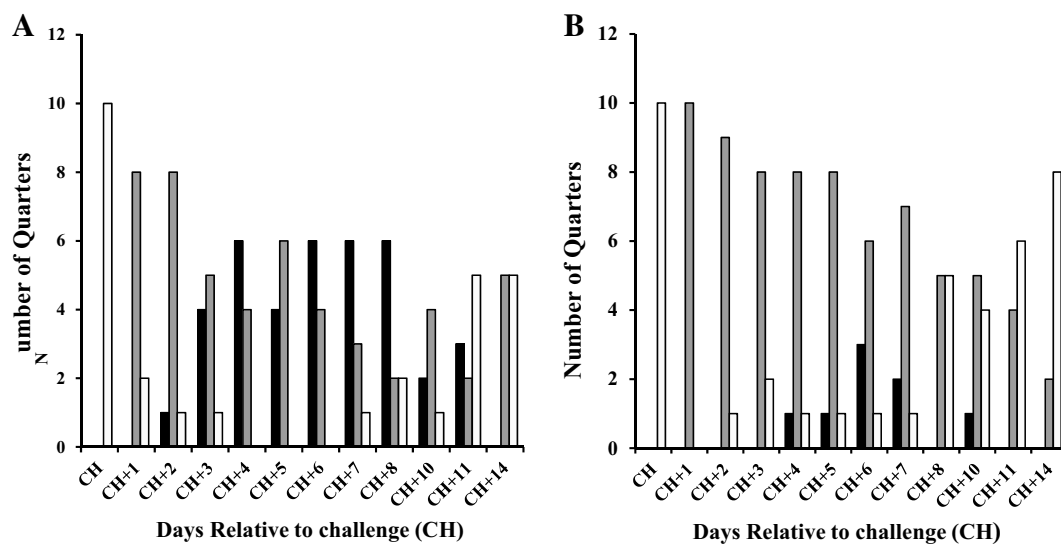 A
12
10
8
6
4
2
0
umber of Quarters
N
CH
CH+1
CH+2
CH+3
CH+4
CH+5
CH+6
CH+7
CH+8
CH+10
CH+11
CH+14
Days Relative to challenge (CH)
B
12
10
8
6
4
2
0
Number of Quarters
CH
CH+1
CH+2
CH+3
CH+4
CH+5
CH+6
CH+7
CH+8
CH+10
CH+11
CH+14
Days Relative to challenge (CH)